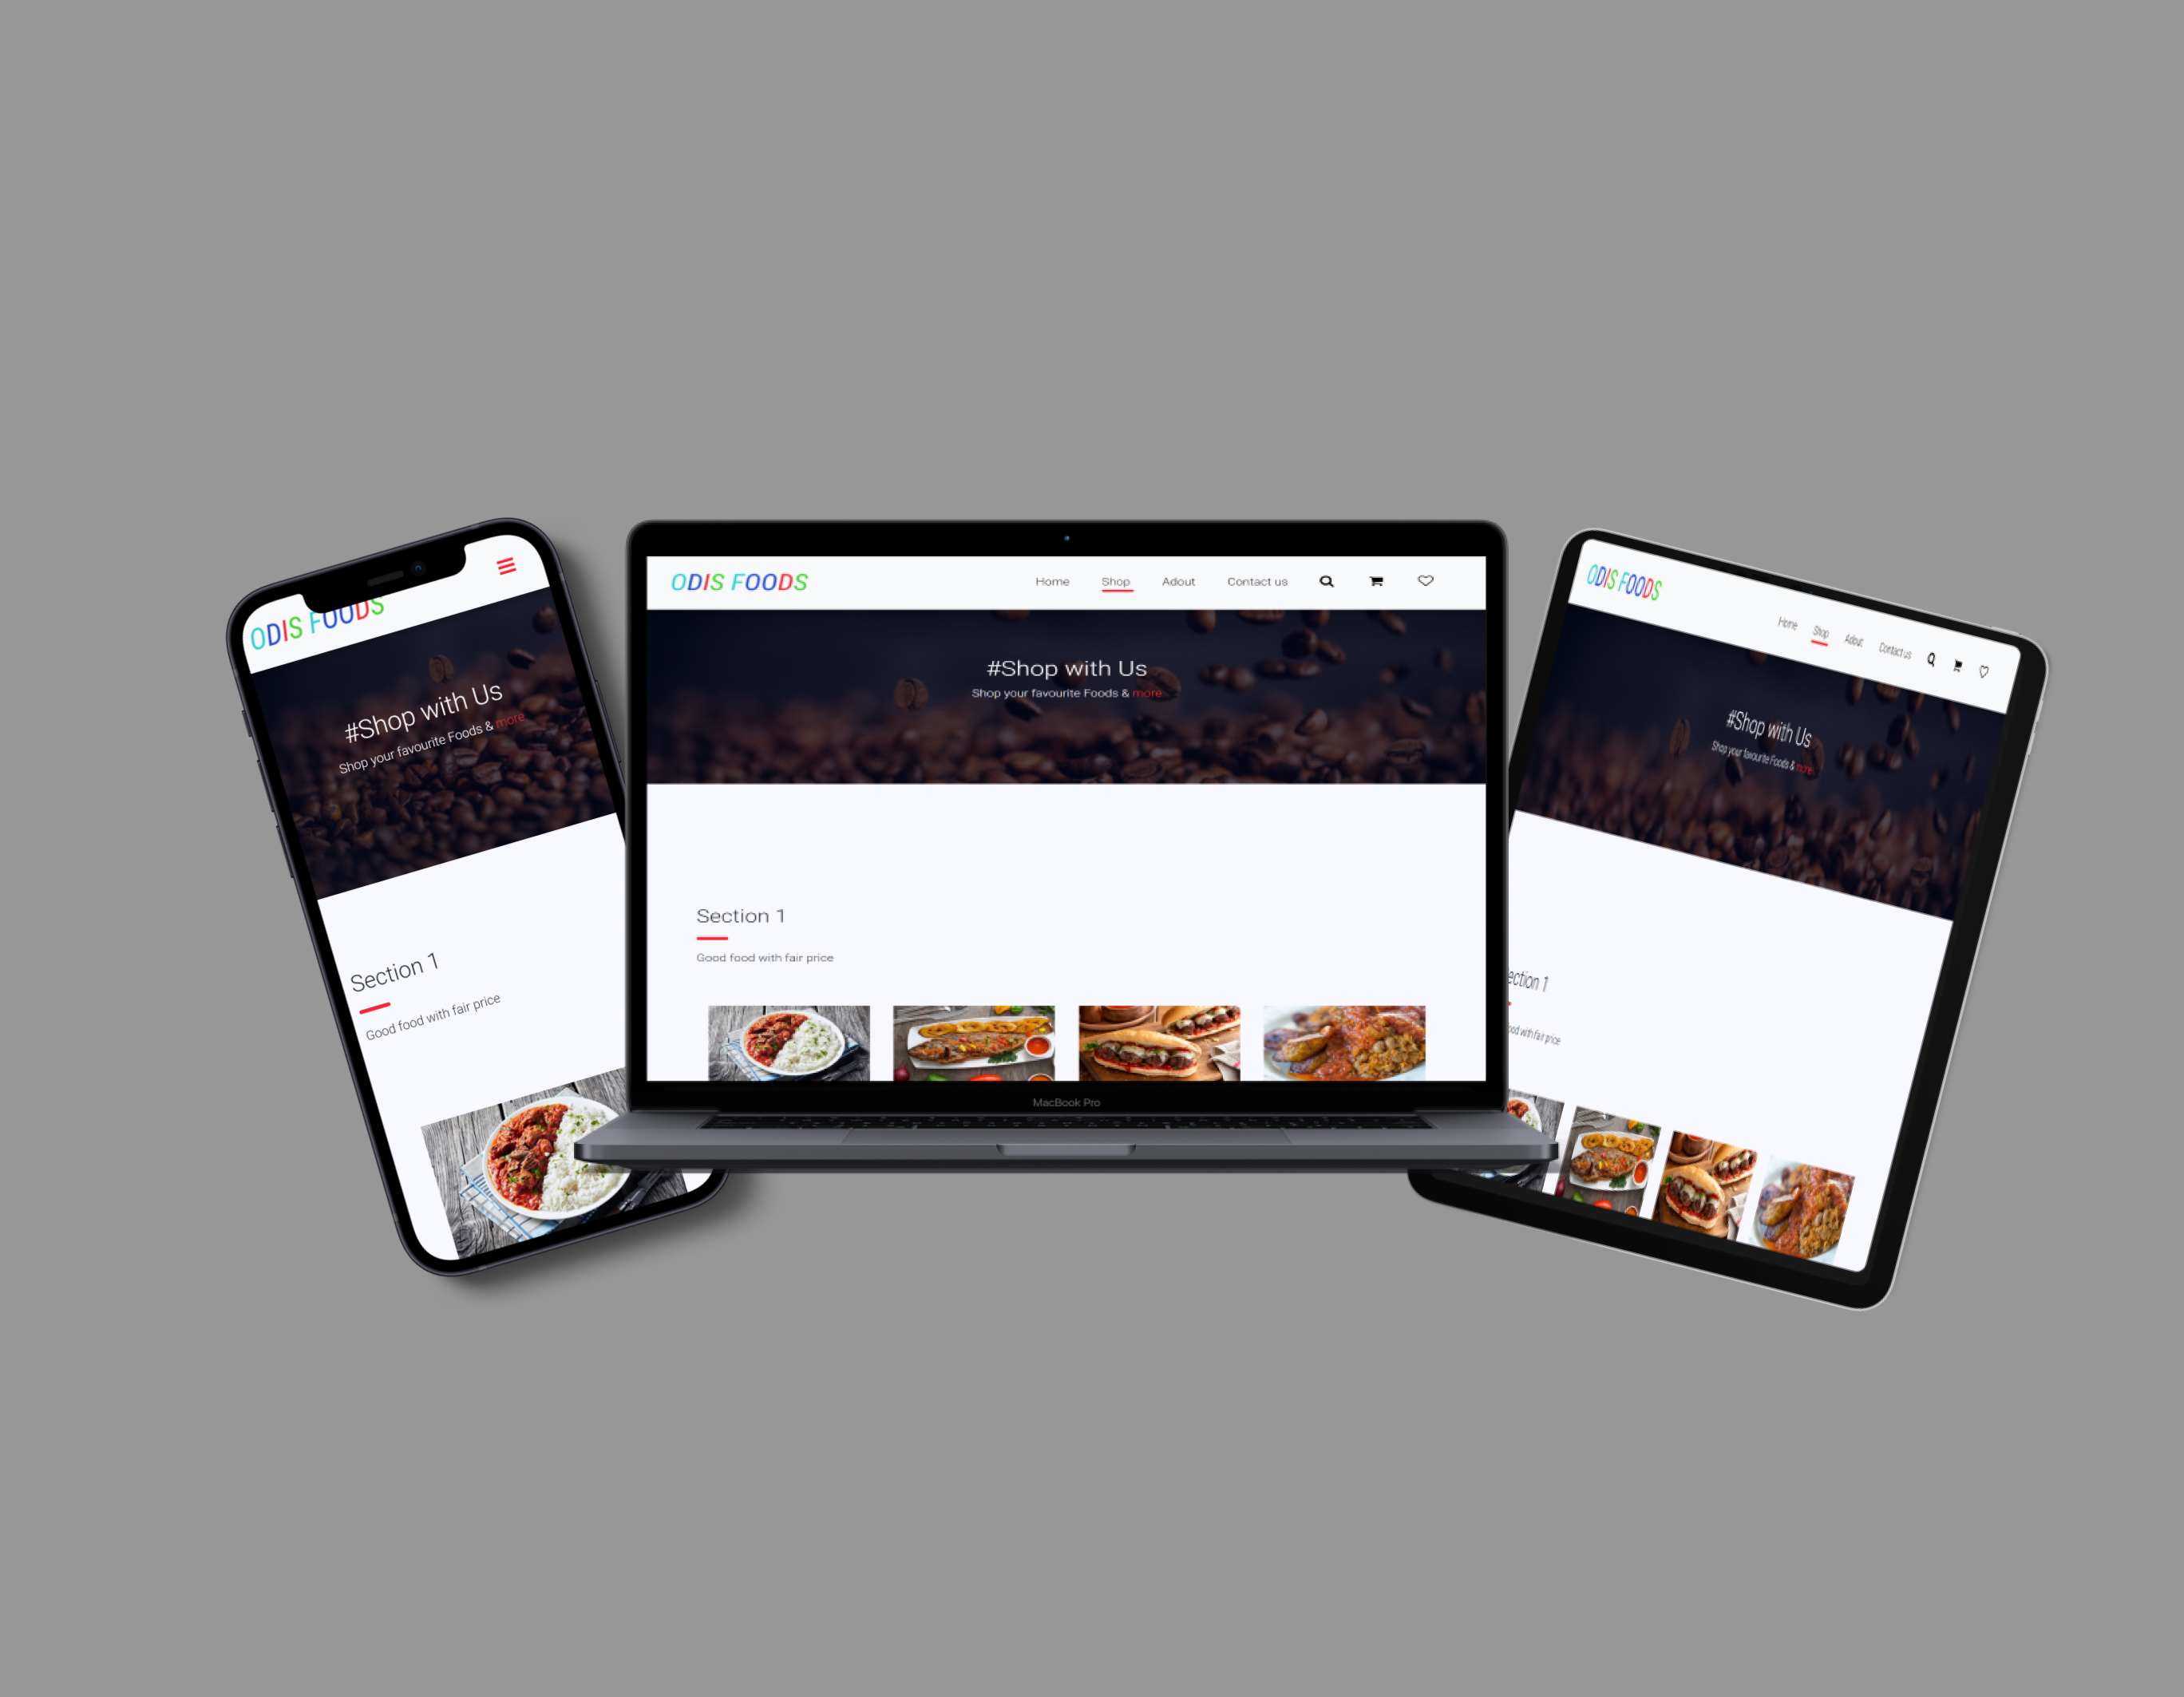 ODIS FOODS
#Shop with Us
Shop your favourite Foods & more
Section 1
Good food with fair price
ODIS FOODS
Home Shop Adout Contact us
#Shop with Us
Shop your favourite Foods & more
Section 1
Good food with fair price
MacBook Pro
ODIS FOODS
Home Shop Adout Contact us
#Shop with Us
Shop your favourite Foods & more
ection 1
ood with fair price